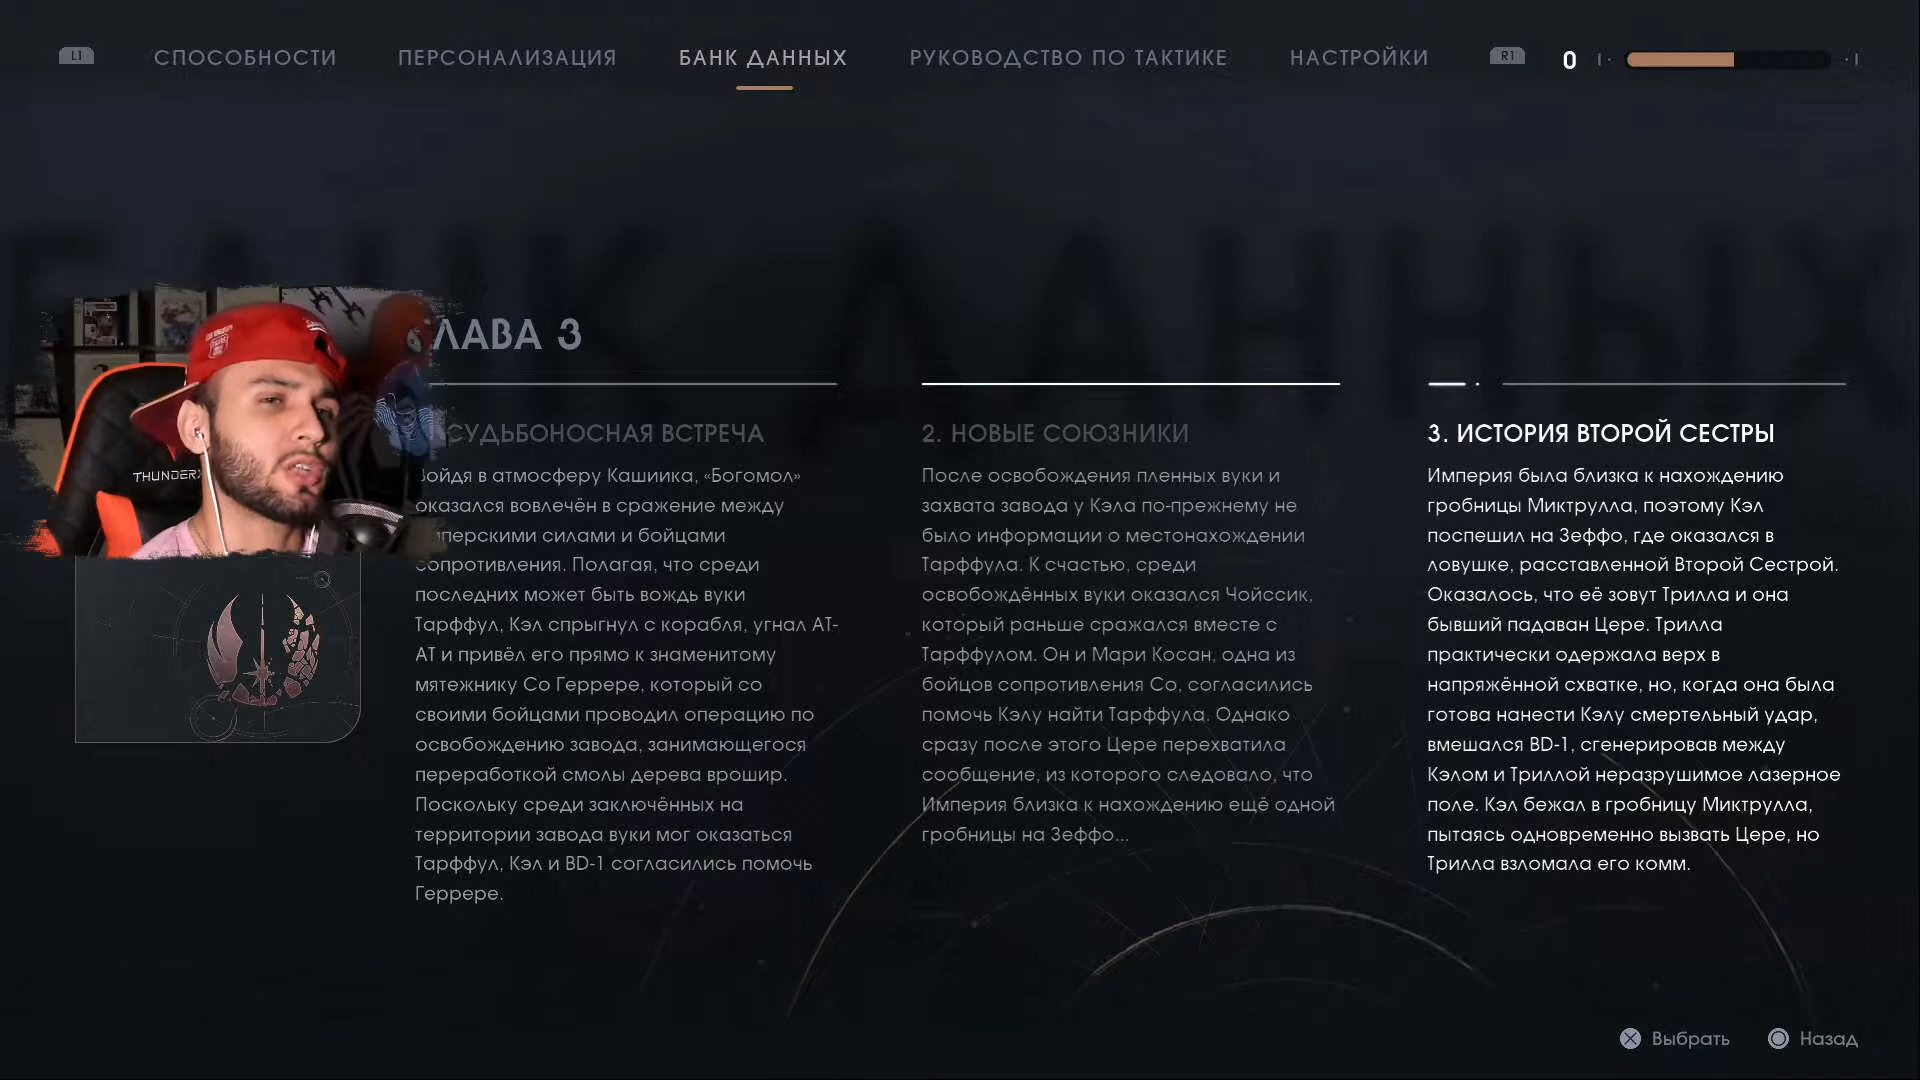 L1
СПОСОБНОСТИ
ПЕРСОНАЛИЗАЦИЯ
БАНК ДАННЫХ
РУКОВОДСТВО ПО ТАКТИКЕ
НАСТРОЙКИ
R1
0
БАНК ДАННЫХ
ЛАВА 3
THUNDERX
СУДЬБОНОСНАЯ ВСТРЕЧА
Войдя в атмосферу Кашиика, «Богомол»
оказался вовлечён в сражение между
перскими силами и бойцами
сопротивления. Полагая, что среди
последних может быть вождь вуки
Тарффул, Кэл спрыгнул с корабля, угнал AT-
AT и привёл его прямо к знаменитому
мятежнику Со Геррере, который со
своими бойцами проводил операцию по
освобождению завода, занимающегося
переработкой смолы дерева врошир.
Поскольку среди заключённых на
территории завода вуки мог оказаться
Тарффул, Кэл и BD-1 согласились помочь
Геррере.
2. НОВЫЕ СОЮЗНИКИ
После освобождения пленных вуки и
захвата завода у Кэла по-прежнему не
было информации о местонахождении
Тарффула. К счастью, среди
освобождённых вуки оказался Чойссик,
который раньше сражался вместе с
Тарффулом. Он и Мари Косан, одна из
бойцов сопротивления Со, согласились
помочь Кэлу найти Тарффула. Однако
сразу после этого Цере перехватила
сообщение, из которого следовало, что
Империя близка к нахождению ещё одной
гробницы на Зеффо...
3. ИСТОРИЯ ВТОРОЙ СЕСТРЫ
Империя была близка к нахождению
гробницы Миктрулла, поэтому Кэл
поспешил на Зеффо, где оказался в
ловушке, расставленной Второй Сестрой.
Оказалось, что её зовут Трилла и она
бывший падаван Цере. Трилла
практически одержала верх в
напряжённой схватке, но, когда она была
готова нанести Кэлу смертельный удар,
вмешался BD-1, сгенерировав между
Кэлом и Триллой неразрушимое лазерное
поле. Кэл бежал в гробницу Миктрулла,
пытаясь одновременно вызвать Цере, но
Трилла взломала его комм.
Выбрать
Назад